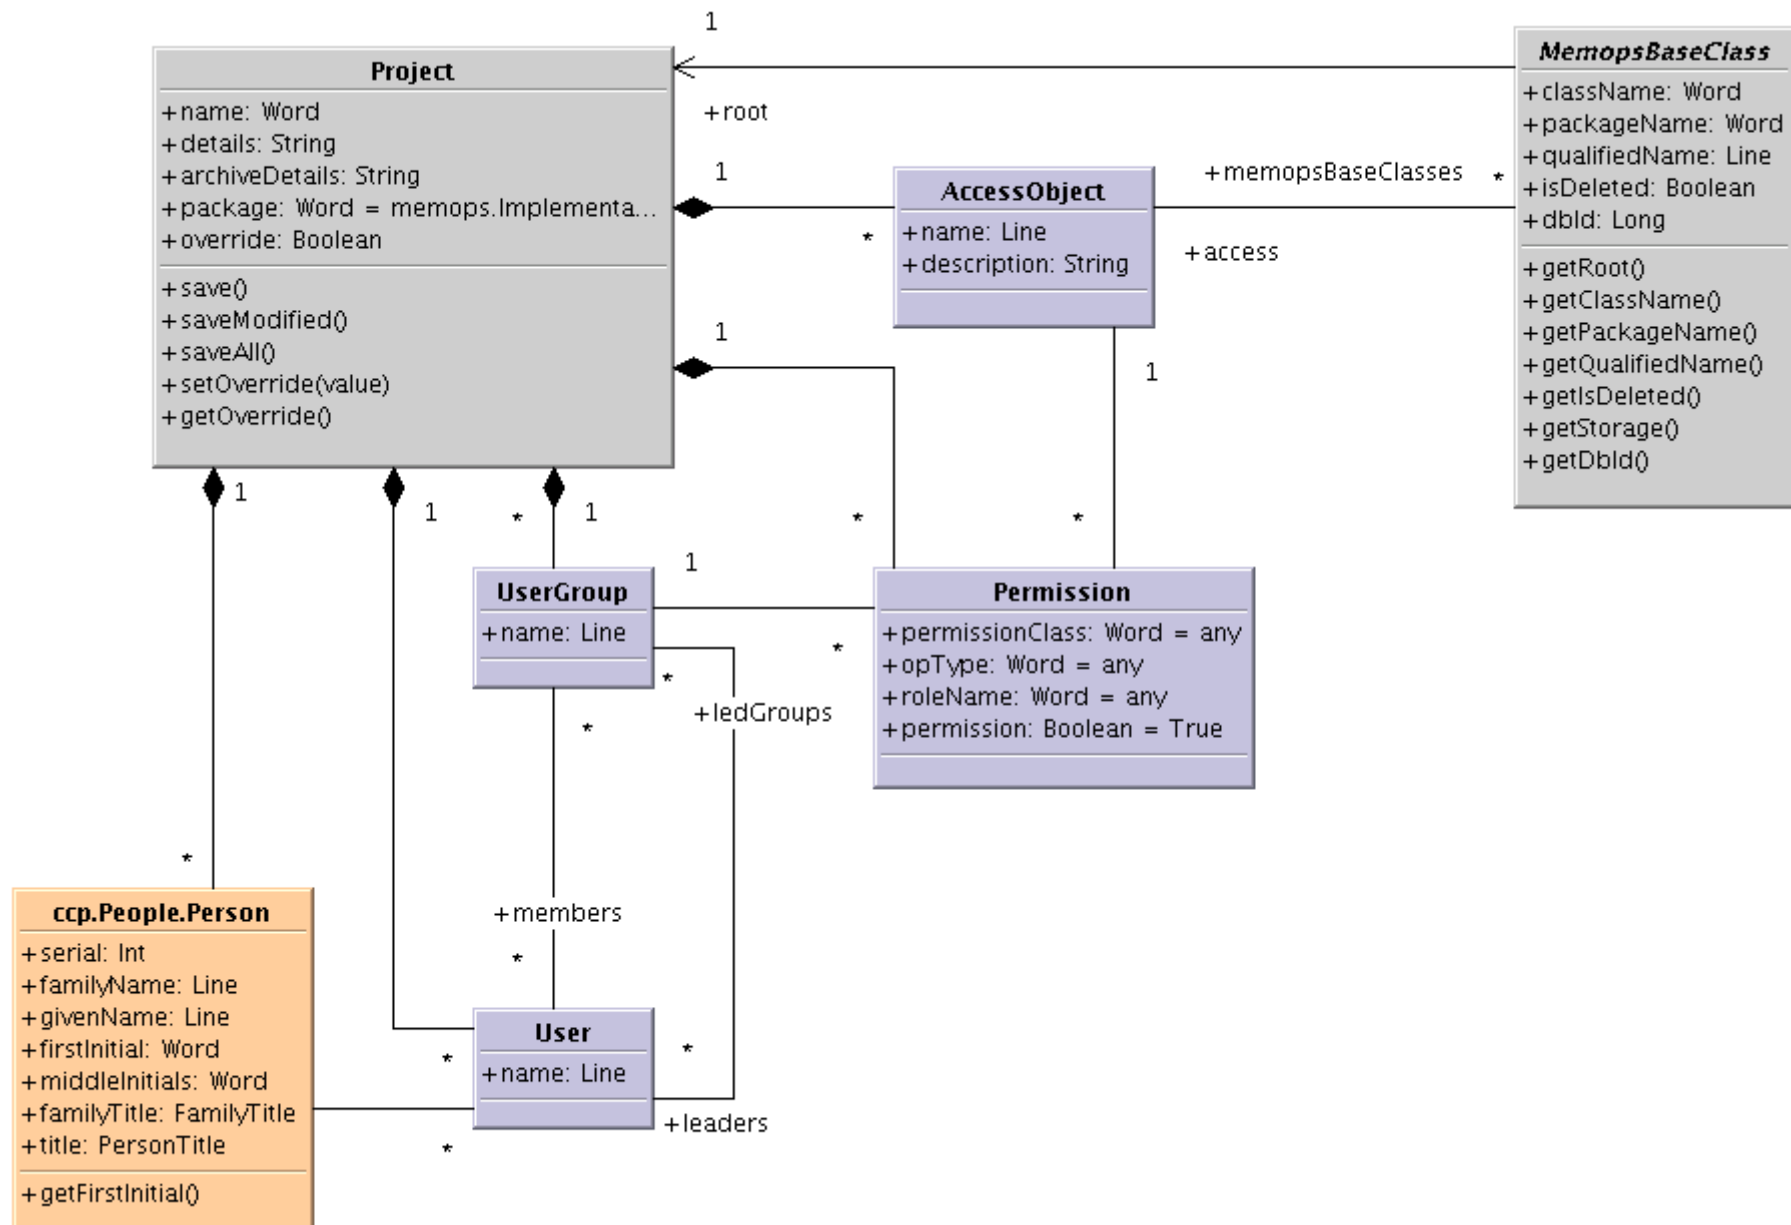 1
Project
+name: Word
+details: String
+archiveDetails: String
+package: Word = memops.Implementa...
+override: Boolean
+save()
+saveModified()
+saveAll()
+setOverride(value)
+getOverride()
+root
MemopsBaseClass
+className: Word
+packageName: Word
+qualifiedName: Line
+isDeleted: Boolean
+dbId: Long
+getRoot()
+getClassName()
+getPackageName()
+getQualifiedName()
+getIsDeleted()
+getStorage()
+getDbId()
1
*
AccessObject
+name: Line
+description: String
+memopsBaseClasses
*
+access
1
1
*
*
1
1
*
1
UserGroup
+name: Line
1
*
*
*
+ledGroups
Permission
+permissionClass: Word = any
+opType: Word = any
+roleName: Word = any
+permission: Boolean = True
*
ccp.People.Person
+serial: Int
+familyName: Line
+givenName: Line
+firstInitial: Word
+middleInitials: Word
+familyTitle: FamilyTitle
+title: PersonTitle
+getFirstInitial()
+members
*
User
+name: Line
*
*
+leaders
*